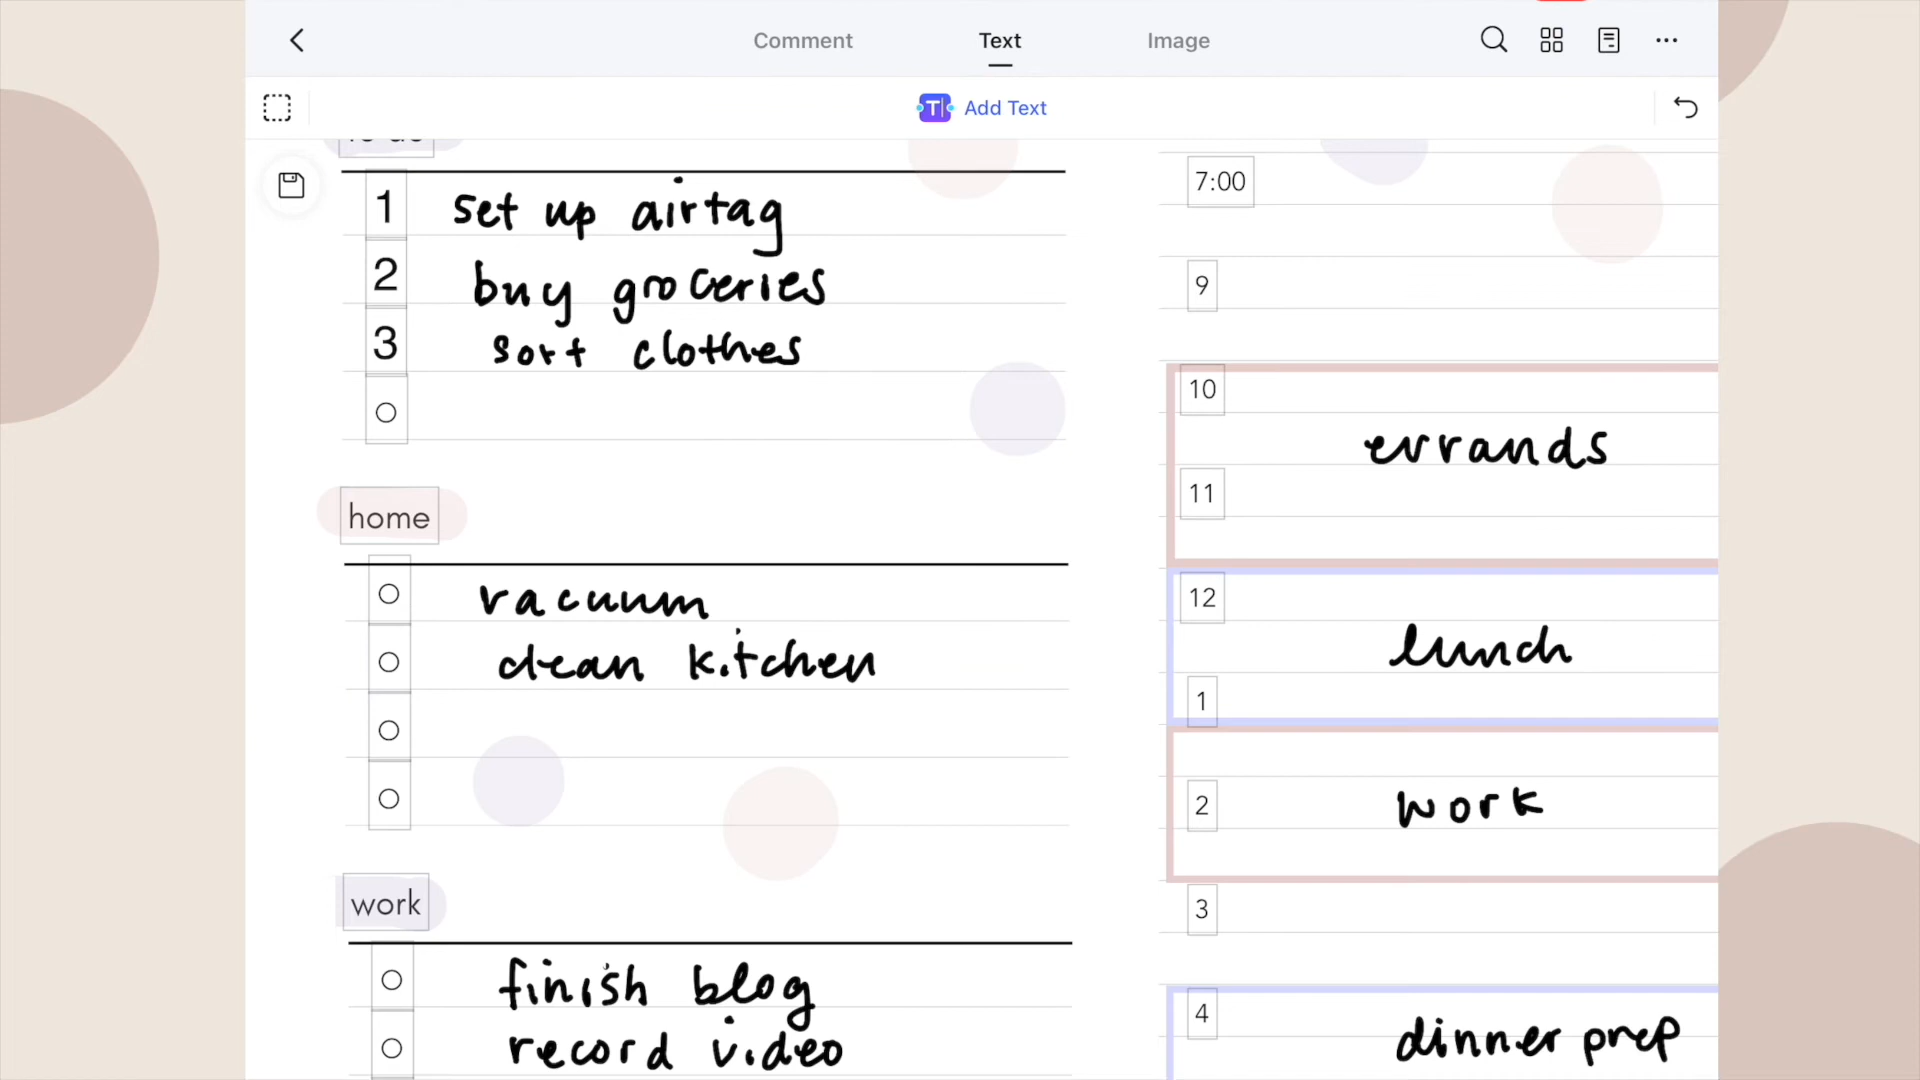 Comment Text Image
Add Text
to do
1 set up airtag
2 buy groceries
3 sort clothes
home
vacuum
clean kitchen
work
finish blog
record video
7:00
9
10
errands
11
12
lunch
1
2 work
3
4
dinner prep